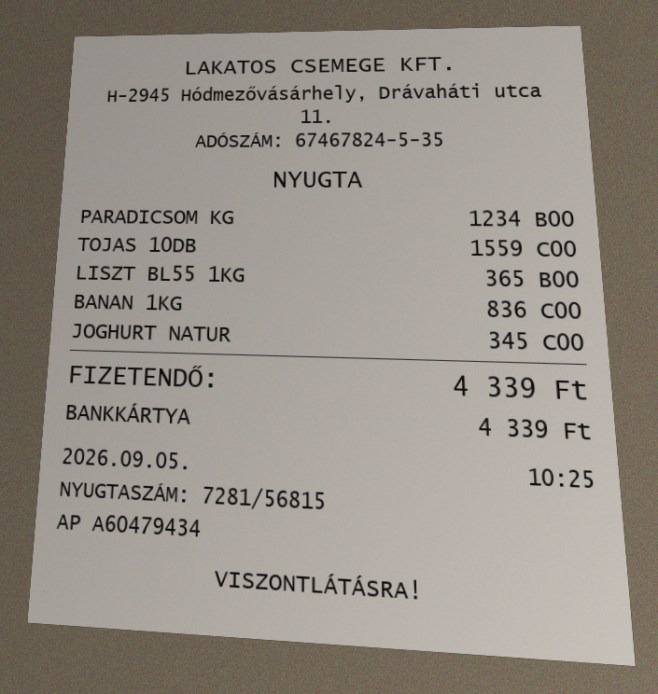 LAKATOS CSEMEGE KFT.
H-2945 Hódmezővásárhely, Drávaháti utca
11.
ADÓSZÁM: 67467824-5-35
NYUGTA
PARADICSOM KG 1234 B00
TOJAS 10DB 1559 C00
LISZT BL55 1KG 365 B00
BANAN 1KG 836 C00
JOGHURT NATUR 345 C00
FIZETENDŐ: 4 339 Ft
BANKKÁRTYA 4 339 Ft
2026.09.05. 10:25
NYUGTASZÁM: 7281/56815
AP A60479434
VISZONTLÁTÁSRA!